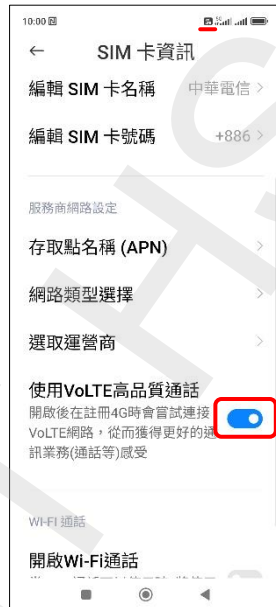 10:00
SIM 卡資訊
編輯 SIM 卡名稱 中華電信
編輯 SIM 卡號碼 +886
服務商網路設定
存取點名稱 (APN)
網路類型選擇
選取運營商
使用VoLTE高品質通話
開啟後在註冊4G時會嘗試連接
VoLTE網路，從而獲得更好的通
訊業務(通話等)感受
WI-FI 通話
開啟Wi-Fi通話